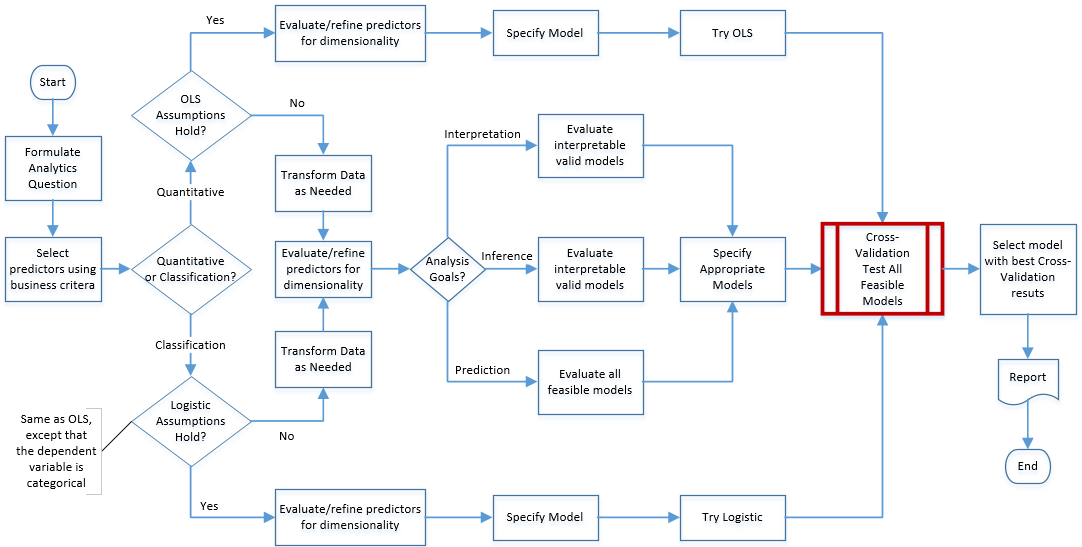 Start
Formulate
Analytics
Question
Select
predictors using
business critera
Quantitative
or Classification?
Quantitative
OLS
Assumptions
Hold?
Yes
Evaluate/refine predictors
for dimensionality
Specify Model
Try OLS
No
Transform Data
as Needed
Evaluate/refine
predictors for
dimensionality
Transform Data
as Needed
Classification
Logistic
Assumptions
Hold?
No
Same as OLS,
except that
the dependent
variable is
categorical
Yes
Evaluate/refine predictors
for dimensionality
Specify Model
Try Logistic
Analysis
Goals?
Interpretation
Evaluate
interpretable
valid models
Inference
Evaluate
interpretable
valid models
Prediction
Evaluate all
feasible models
Specify
Appropriate
Models
Cross-
Validation
Test All
Feasible
Models
Select model
with best Cross-
Validation
resuts
Report
End